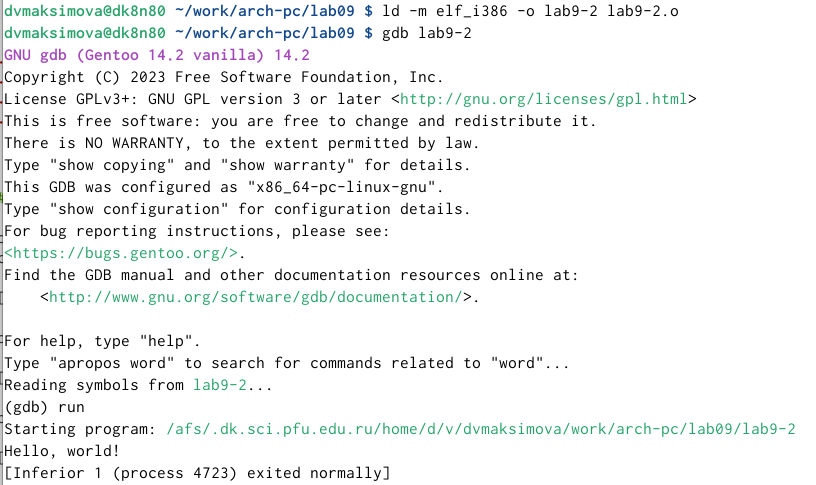 dvmaksimova@dk8n80 ~/work/arch-pc/lab09 $ ld -m elf_i386 -o lab9-2 lab9-2.o
dvmaksimova@dk8n80 ~/work/arch-pc/lab09 $ gdb lab9-2
GNU gdb (Gentoo 14.2 vanilla) 14.2
Copyright (C) 2023 Free Software Foundation, Inc.
License GPLv3+: GNU GPL version 3 or later <http://gnu.org/licenses/gpl.html>
This is free software: you are free to change and redistribute it.
There is NO WARRANTY, to the extent permitted by law.
Type "show copying" and "show warranty" for details.
This GDB was configured as "x86_64-pc-linux-gnu".
Type "show configuration" for configuration details.
For bug reporting instructions, please see:
<https://bugs.gentoo.org/>.
Find the GDB manual and other documentation resources online at:
    <http://www.gnu.org/software/gdb/documentation/>.

For help, type "help".
Type "apropos word" to search for commands related to "word"...
Reading symbols from lab9-2...
(gdb) run
Starting program: /afs/.dk.sci.pfu.edu.ru/home/d/v/dvmaksimova/work/arch-pc/lab09/lab9-2
Hello, world!
[Inferior 1 (process 4723) exited normally]